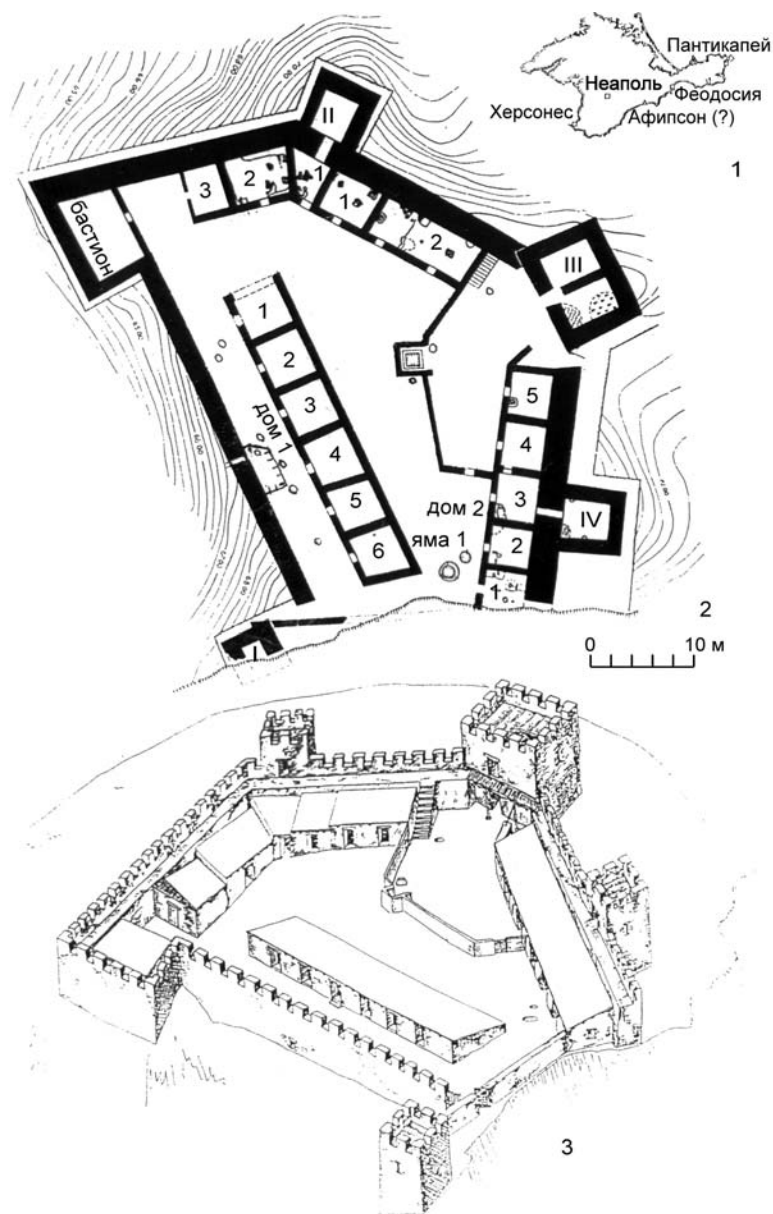 Пантикапей
Неаполь
Феодосия
Херсонес
Афипсон (?)
1
II
3
2
1
1
2
бастион
III
1
2
3
4
5
6
дом 1
5
4
3
2
1
дом 2
яма 1
IV
I
2
0 10 м
3